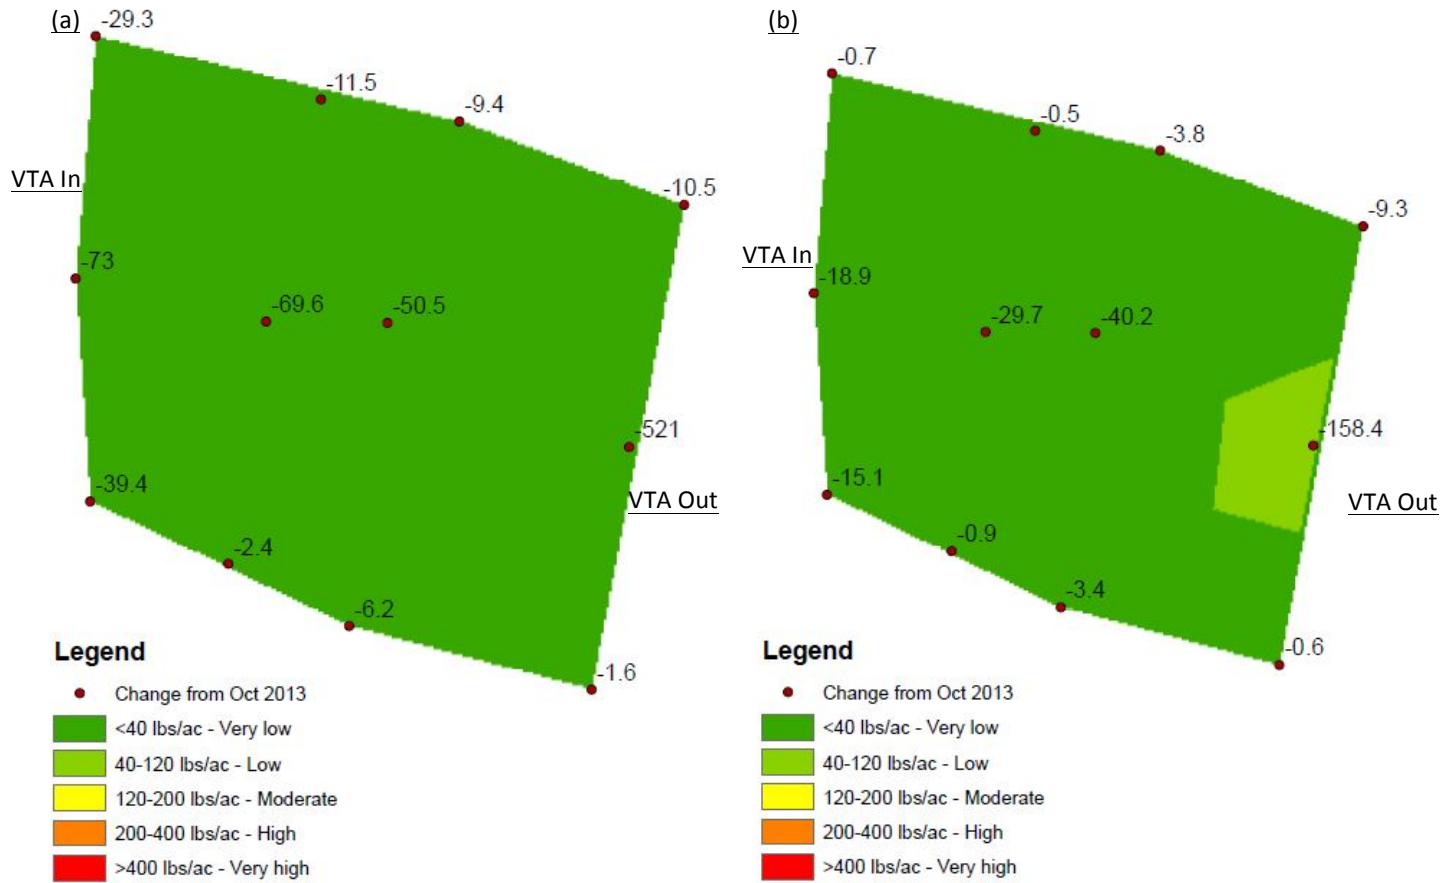 (a)
-29.3
-11.5
-9.4
-10.5
VTA In
-73
-69.6
-50.5
-521
VTA Out
-39.4
-2.4
-6.2
-1.6
Legend
Change from Oct 2013
<40 lbs/ac - Very low
40-120 lbs/ac - Low
120-200 lbs/ac - Moderate
200-400 lbs/ac - High
>400 lbs/ac - Very high
(b)
-0.7
-0.5
-3.8
-9.3
VTA In
-18.9
-29.7
-40.2
-158.4
VTA Out
-15.1
-0.9
-3.4
-0.6
Legend
Change from Oct 2013
<40 lbs/ac - Very low
40-120 lbs/ac - Low
120-200 lbs/ac - Moderate
200-400 lbs/ac - High
>400 lbs/ac - Very high